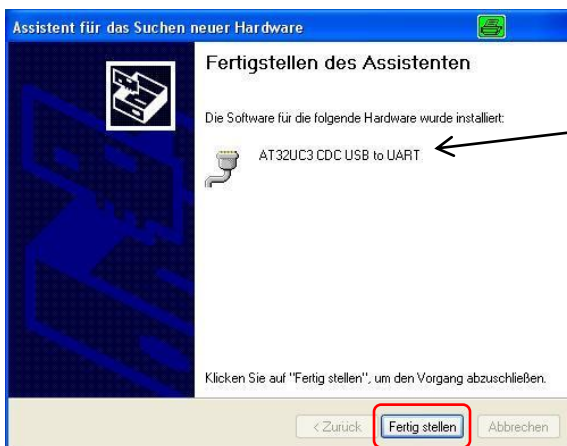 Assistent für das Suchen neuer Hardware
Fertigstellen des Assistenten
Die Software für die folgende Hardware wurde installiert:
AT32UC3 CDC USB to UART
Klicken Sie auf "Fertig stellen", um den Vorgang abzuschließen.
< Zurück Fertig stellen Abbrechen